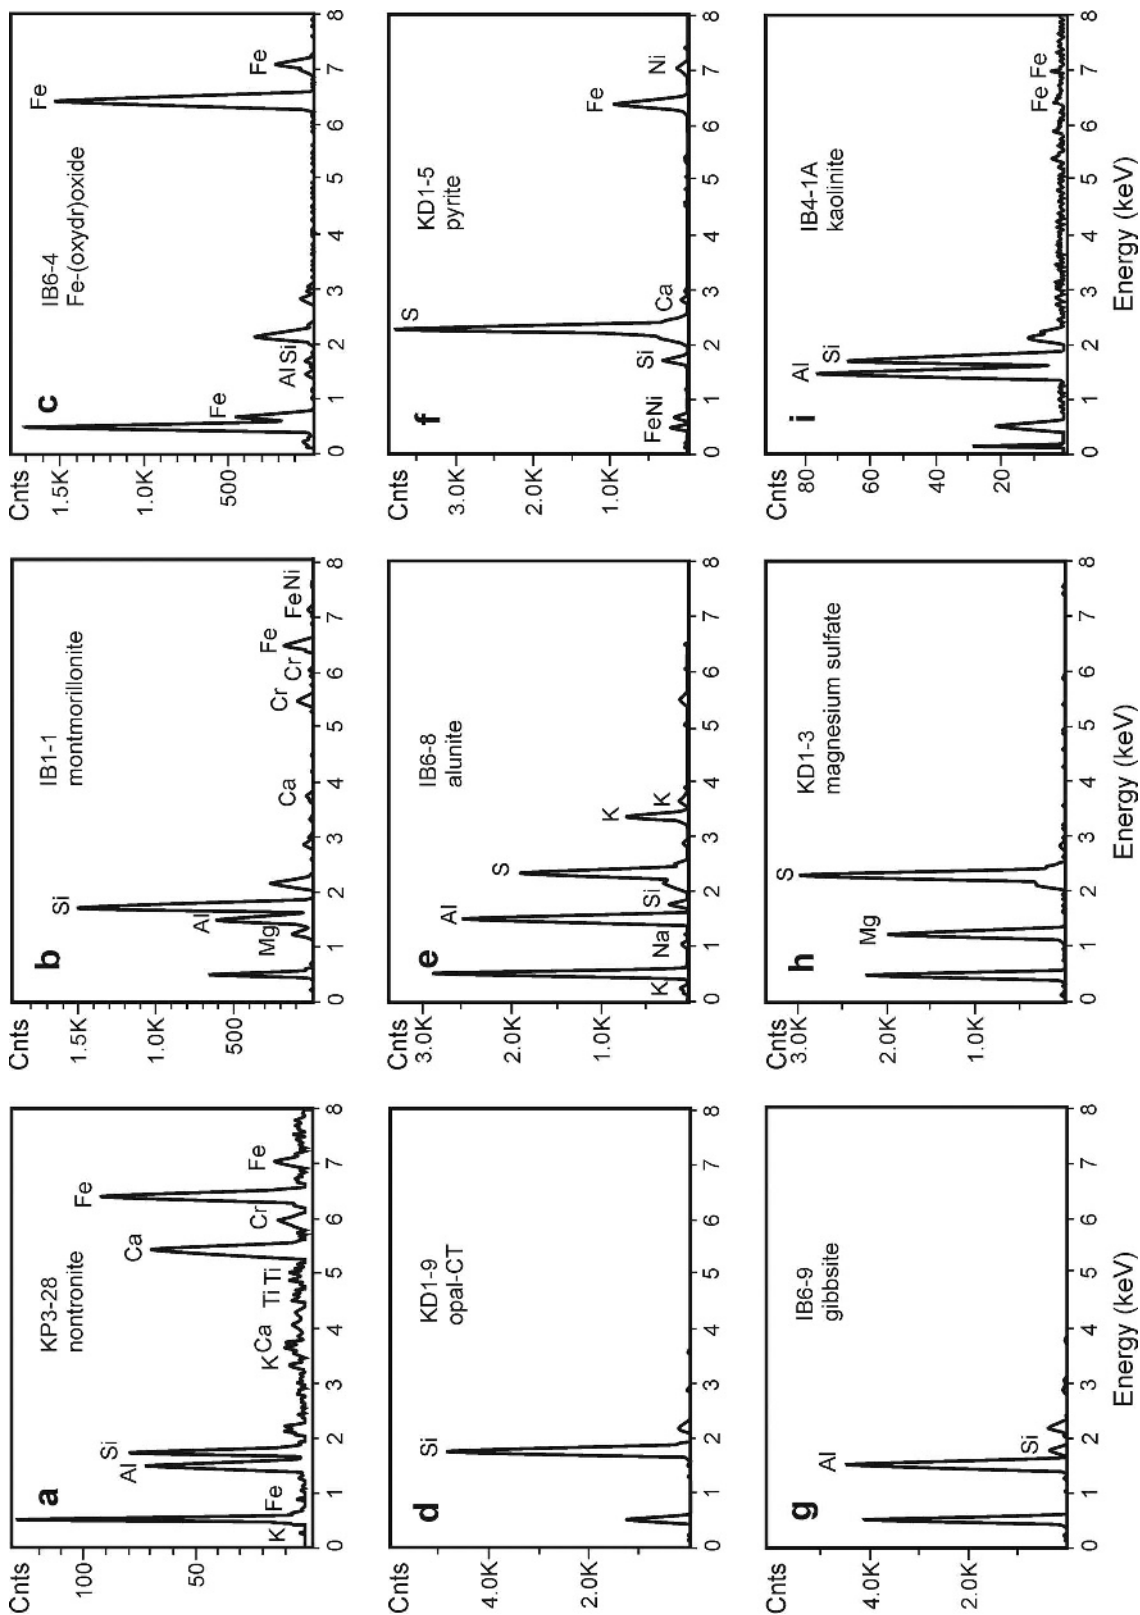 Cnts
100
50
a
KP3-28
nontronite
K
Fe
Al
Si
K
Ca
Ti
Ti
Ca
Cr
Fe
Fe
0 1 2 3 4 5 6 7 8
Cnts
1.5K
1.0K
500
b
IB1-1
montmorillonite
Mg
Al
Si
Ca
Cr
Cr
Fe
Fe
Ni
0 1 2 3 4 5 6 7 8
Cnts
1.5K
1.0K
500
c
IB6-4
Fe-(oxydr)oxide
Fe
Al
Si
Fe
Fe
0 1 2 3 4 5 6 7 8
Cnts
4.0K
2.0K
d
KD1-9
opal-CT
Si
0 1 2 3 4 5 6 7 8
Cnts
3.0K
2.0K
1.0K
e
IB6-8
alunite
K
Na
Al
Si
S
K
K
0 1 2 3 4 5 6 7 8
Cnts
3.0K
2.0K
1.0K
f
KD1-5
pyrite
Fe
Ni
Si
S
Ca
Fe
Ni
0 1 2 3 4 5 6 7 8
Cnts
4.0K
2.0K
g
IB6-9
gibbsite
Al
Si
0 1 2 3 4 5 6 7 8
Energy (keV)
Cnts
3.0K
2.0K
1.0K
h
KD1-3
magnesium sulfate
Mg
S
0 1 2 3 4 5 6 7 8
Energy (keV)
Cnts
80
60
40
20
i
IB4-1A
kaolinite
Al
Si
Fe
Fe
0 1 2 3 4 5 6 7 8
Energy (keV)